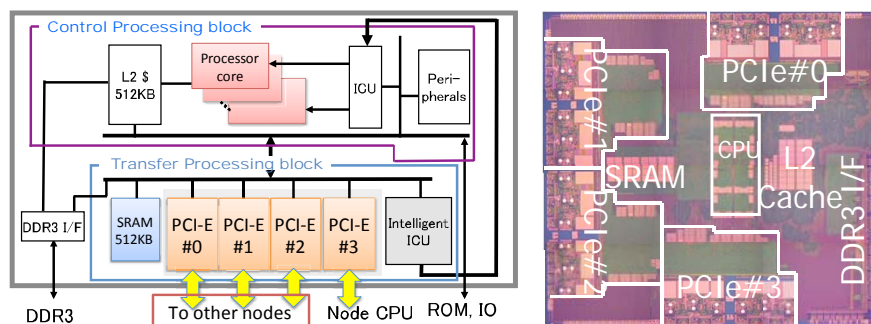 Control Processing block
L2 $
512KB
Processor
core
ICU
Peri-
pherals
Transfer Processing block
DDR3 I/F
SRAM
512KB
PCI-E
#0
PCI-E
#1
PCI-E
#2
PCI-E
#3
Intelligent
ICU
DDR3
To other nodes
Node CPU
ROM, IO
PCIe#0
PCIe#1
CPU
L2
Cache
SRAM
DDR3 I/F
PCIe#2
PCIe#3